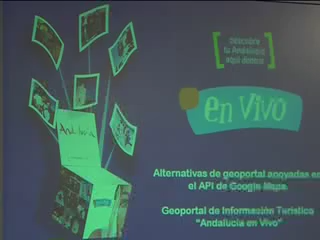 descubre
tu Andalucía
aquí dentro
en vivo
Andalucía
Alternativas de geoportal apoyadas en
el API de Google Maps.
Geoportal de Información Turística
"Andalucía en Vivo"